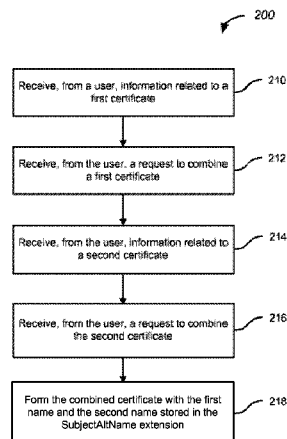 200
Receive, from a user, information related to a
first certificate
210
Receive, from the user, a request to combine
a first certificate
212
Receive, from the user, information related to
a second certificate
214
Receive, from the user, a request to combine
the second certificate
216
Form the combined certificate with the first
name and the second name stored in the
SubjectAltName extension
218